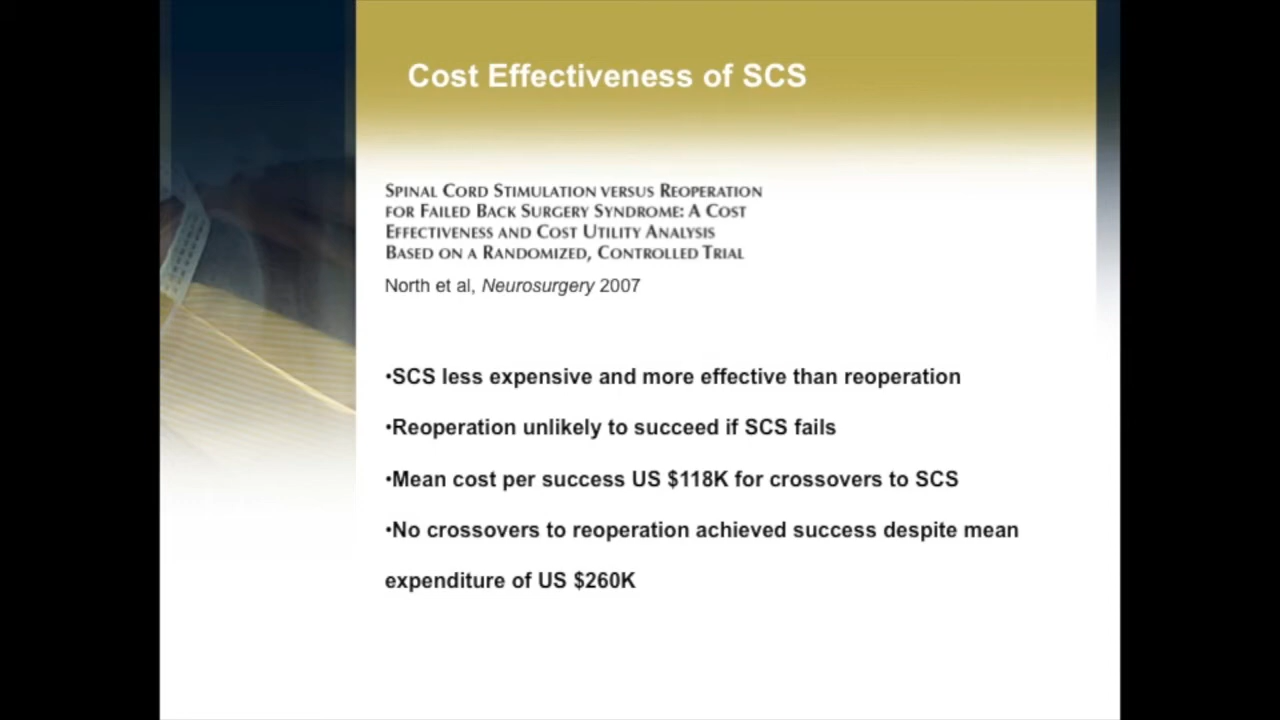 Cost Effectiveness of SCS
SPINAL CORD STIMULATION VERSUS REOPERATION
FOR FAILED BACK SURGERY SYNDROME: A COST
EFFECTIVENESS AND COST UTILITY ANALYSIS
BASED ON A RANDOMIZED, CONTROLLED TRIAL
North et al, Neurosurgery 2007
•SCS less expensive and more effective than reoperation
•Reoperation unlikely to succeed if SCS fails
•Mean cost per success US $118K for crossovers to SCS
•No crossovers to reoperation achieved success despite mean
expenditure of US $260K